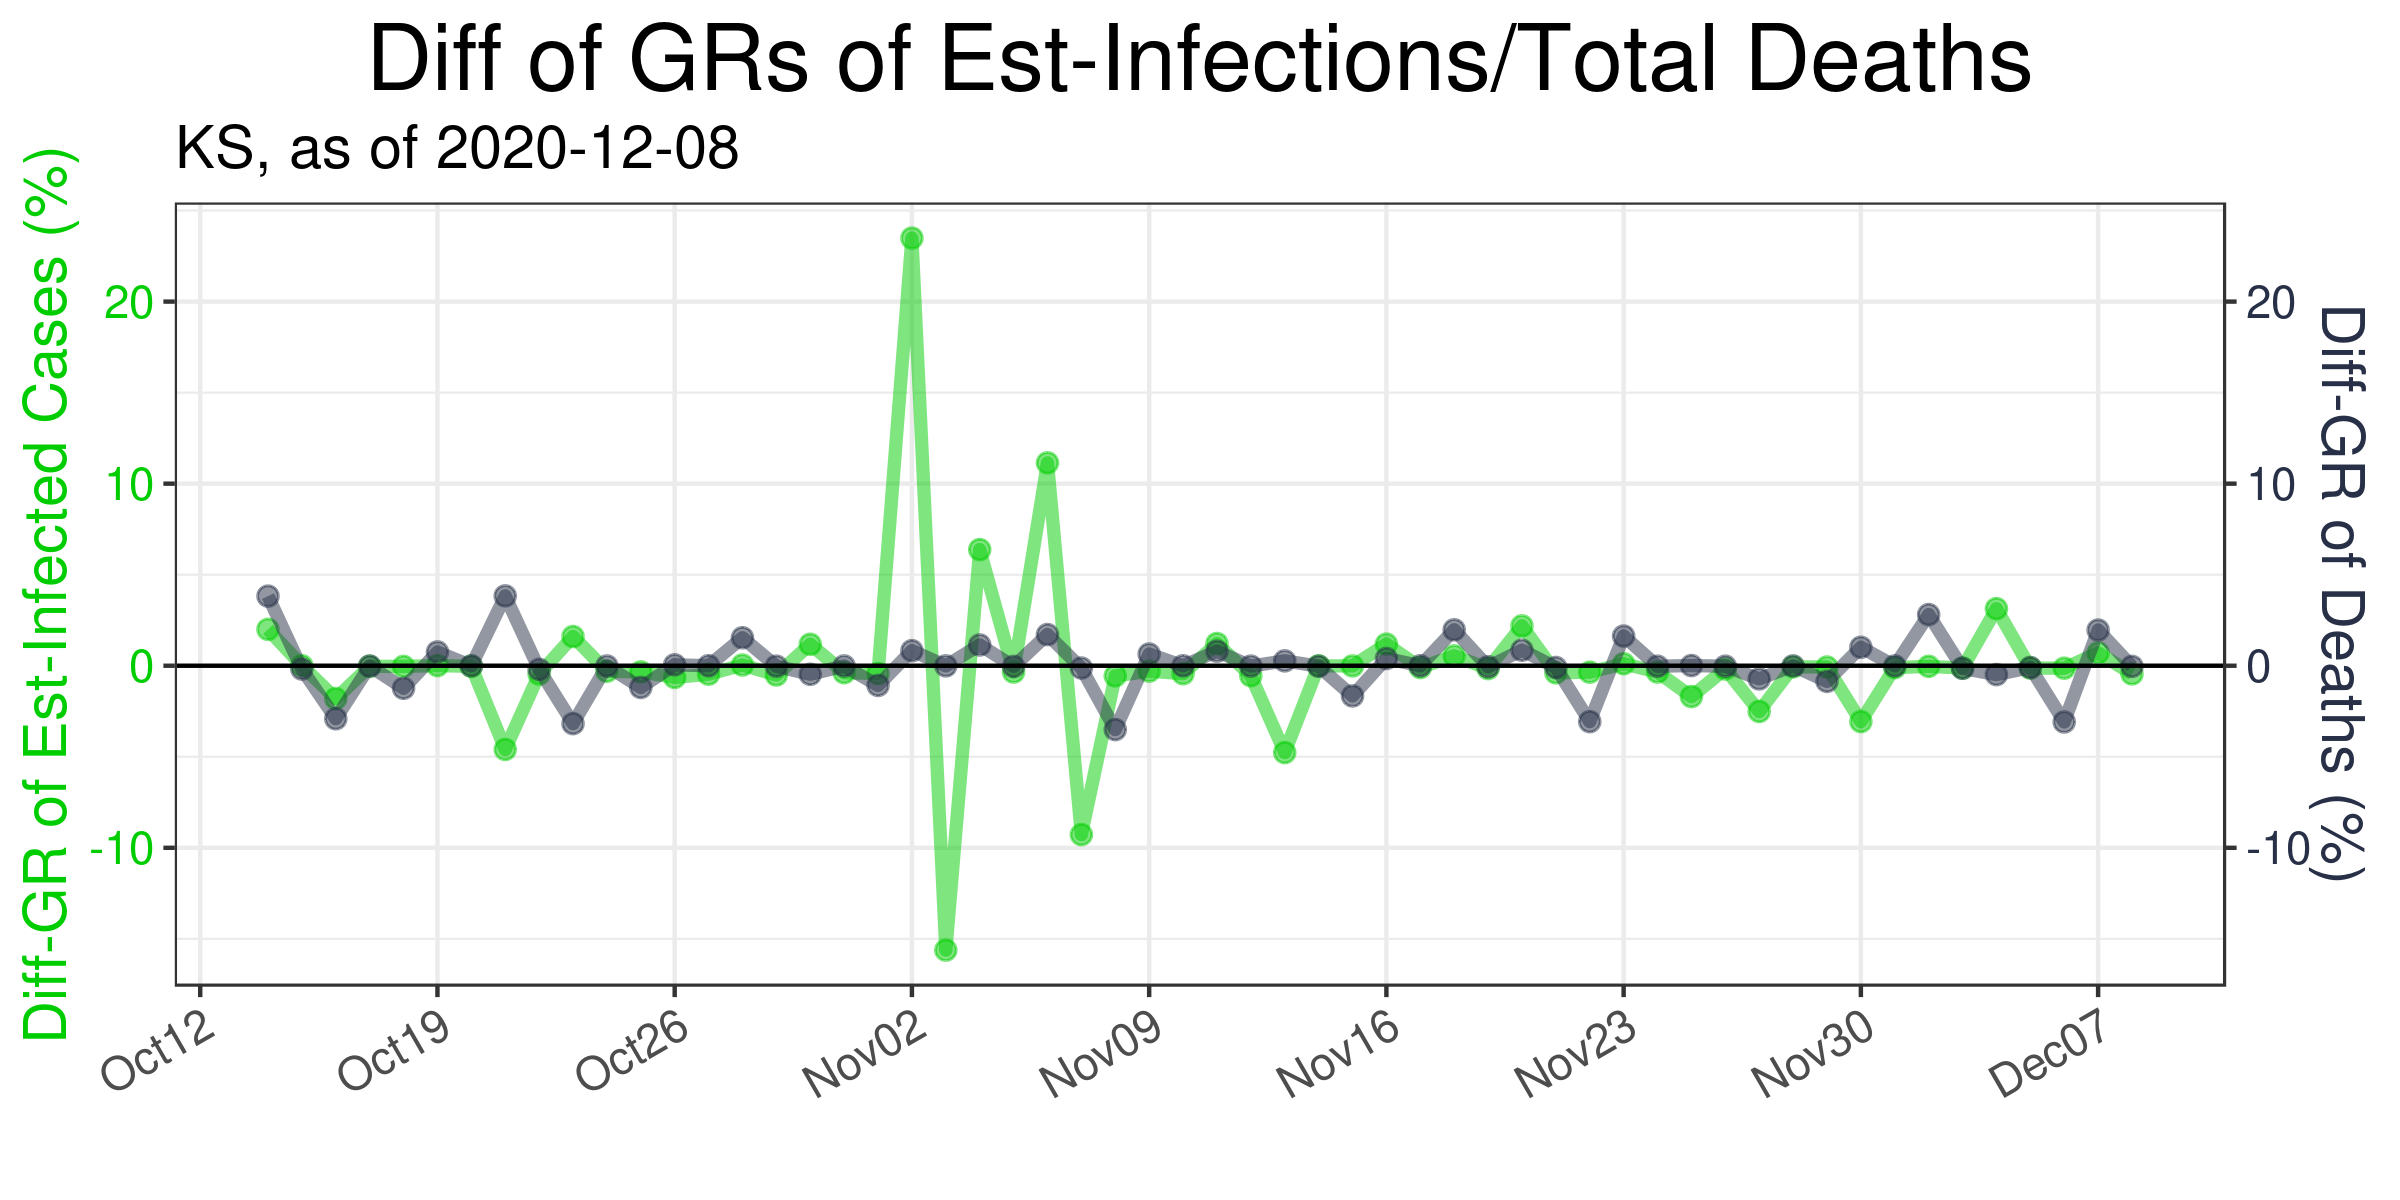 Diff of GRs of Est-Infections/Total Deaths
KS, as of 2020-12-08
Diff-GR of Est-Infected Cases (%)
20
10
0
-10
20
10
0
-10
Diff-GR of Deaths (%)
Oct12
Oct19
Oct26
Nov02
Nov09
Nov16
Nov23
Nov30
Dec07